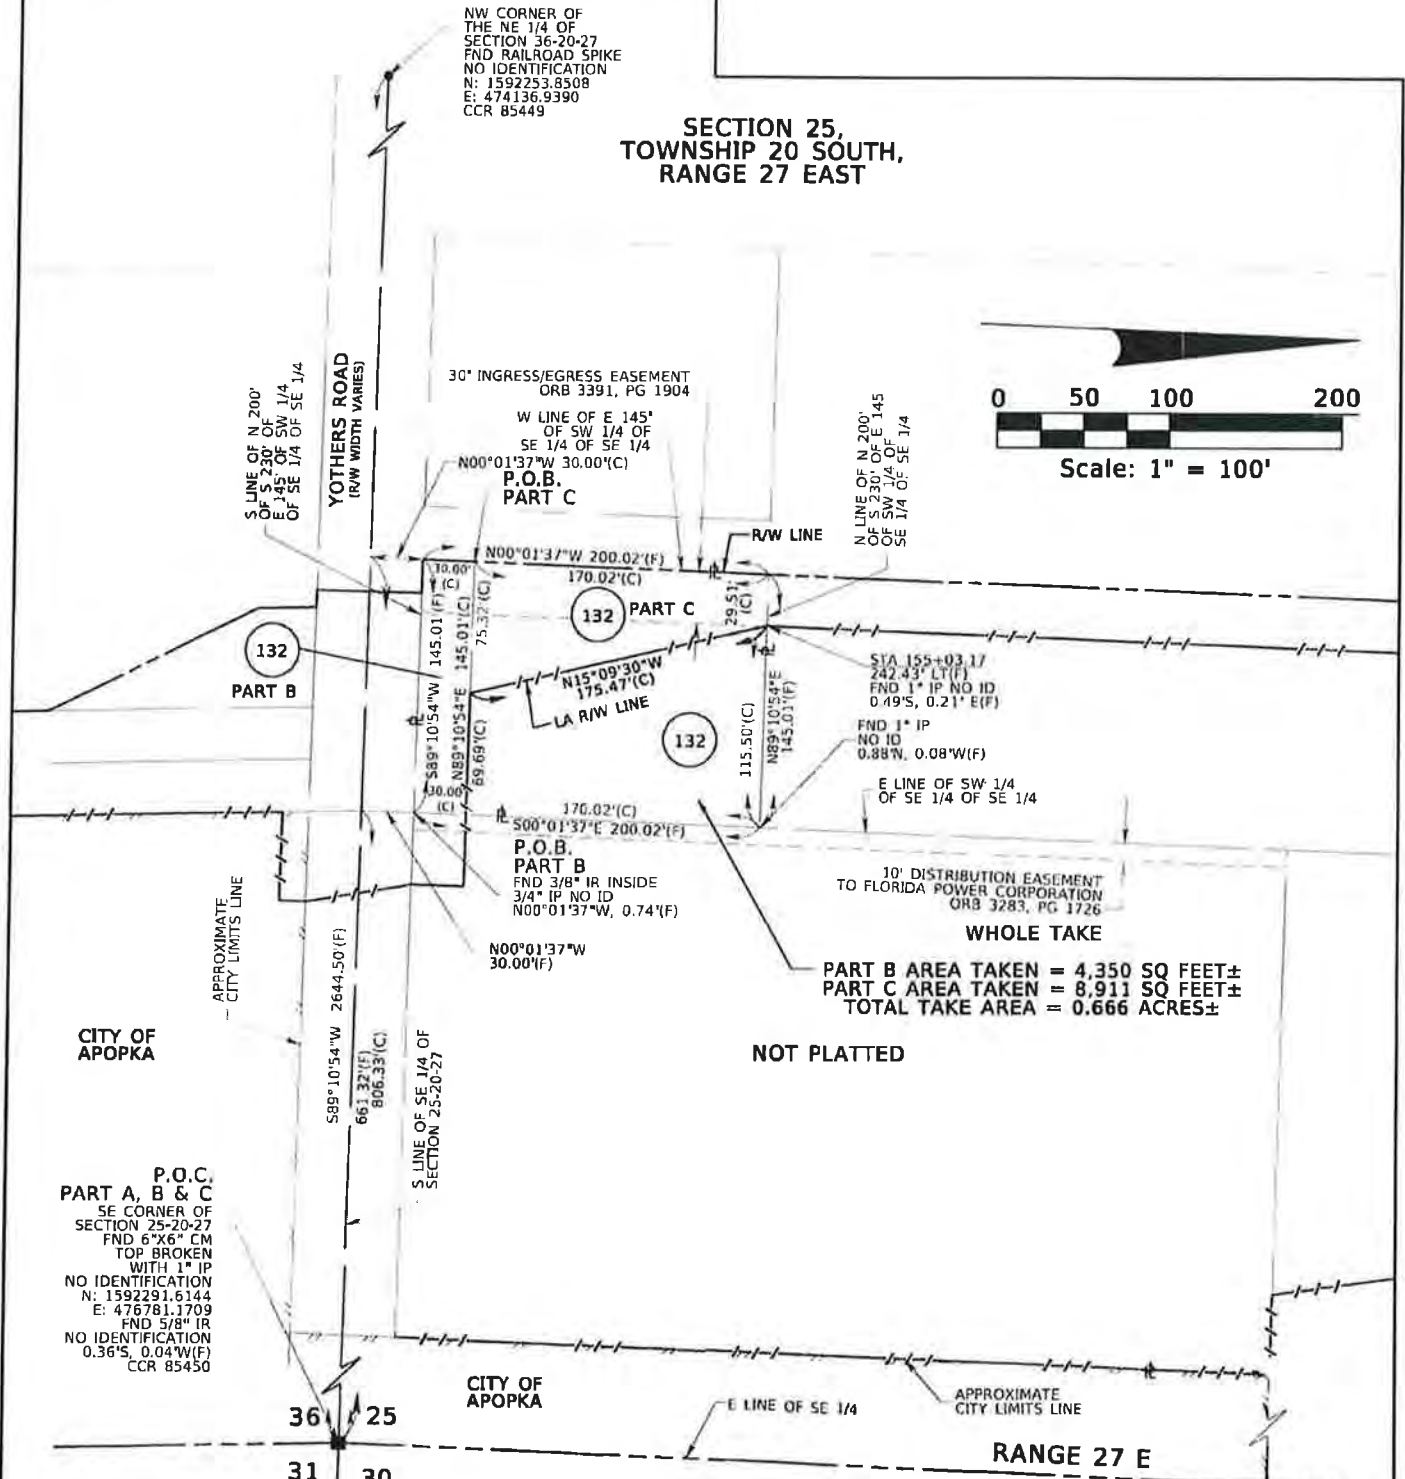 NW CORNER OF
THE NE 1/4 OF
SECTION 36-20-27
FND RAILROAD SPIKE
NO IDENTIFICATION
N: 1592253.8508
E: 474136.9390
CCR 85449
SECTION 25,
TOWNSHIP 20 SOUTH,
RANGE 27 EAST
0 50 100 200
Scale: 1" = 100'
S LINE OF N 200'
OF S 230' OF
E 145' OF SW 1/4
OF SE 1/4 OF SE 1/4
YOTHERS ROAD
(R/W WIDTH VARIES)
30' INGRESS/EGRESS EASEMENT
ORB 3391, PG 1904
W LINE OF E 145'
OF SW 1/4 OF
SE 1/4 OF SE 1/4
N00°01'37"W 30.00'(C)
P.O.B.
PART C
N LINE OF N 200'
OF S 230' OF E 145
OF SW 1/4 OF
SE 1/4 OF SE 1/4
R/W LINE
N00°01'37"W 200.02'(F)
170.02'(C)
30.00'
(C)
29.51'
(C)
132
PART C
S89°10'54"W 145.01'(F)
N89°10'54"E 145.01'(C)
75.32'(C)
69.69'(C)
132
PART B
N15°09'30"W
175.47'(C)
LA R/W LINE
STA 155+03.17
242.43' LT(F)
FND 1" IP NO ID
0.49'S, 0.21' E(F)
132
115.50'(C)
N89°10'54"E
145.01'(F)
FND 1" IP
NO ID
0.88'N, 0.08'W(F)
E LINE OF SW 1/4
OF SE 1/4 OF SE 1/4
30.00'
(C)
170.02'(C)
S00°01'37"E 200.02'(F)
P.O.B.
PART B
FND 3/8" IR INSIDE
3/4" IP NO ID
N00°01'37"W, 0.74'(F)
10' DISTRIBUTION EASEMENT
TO FLORIDA POWER CORPORATION
ORB 3283, PG 1726
N00°01'37"W
30.00'(F)
WHOLE TAKE
PART B AREA TAKEN = 4,350 SQ FEET±
PART C AREA TAKEN = 8,911 SQ FEET±
TOTAL TAKE AREA = 0.666 ACRES±
APPROXIMATE
CITY LIMITS LINE
S89°10'54"W 2644.50'(F)
661.32'(F)
806.33'(C)
CITY OF
APOPKA
NOT PLATTED
S LINE OF SE 1/4 OF
SECTION 25-20-27
P.O.C.
PART A, B & C
SE CORNER OF
SECTION 25-20-27
FND 6"X6" CM
TOP BROKEN
WITH 1" IP
NO IDENTIFICATION
N: 1592291.6144
E: 476781.1709
FND 5/8" IR
NO IDENTIFICATION
0.36'S, 0.04'W(F)
CCR 85450
CITY OF
APOPKA
APPROXIMATE
CITY LIMITS LINE
E LINE OF SE 1/4
36 25
RANGE 27 E
31 30